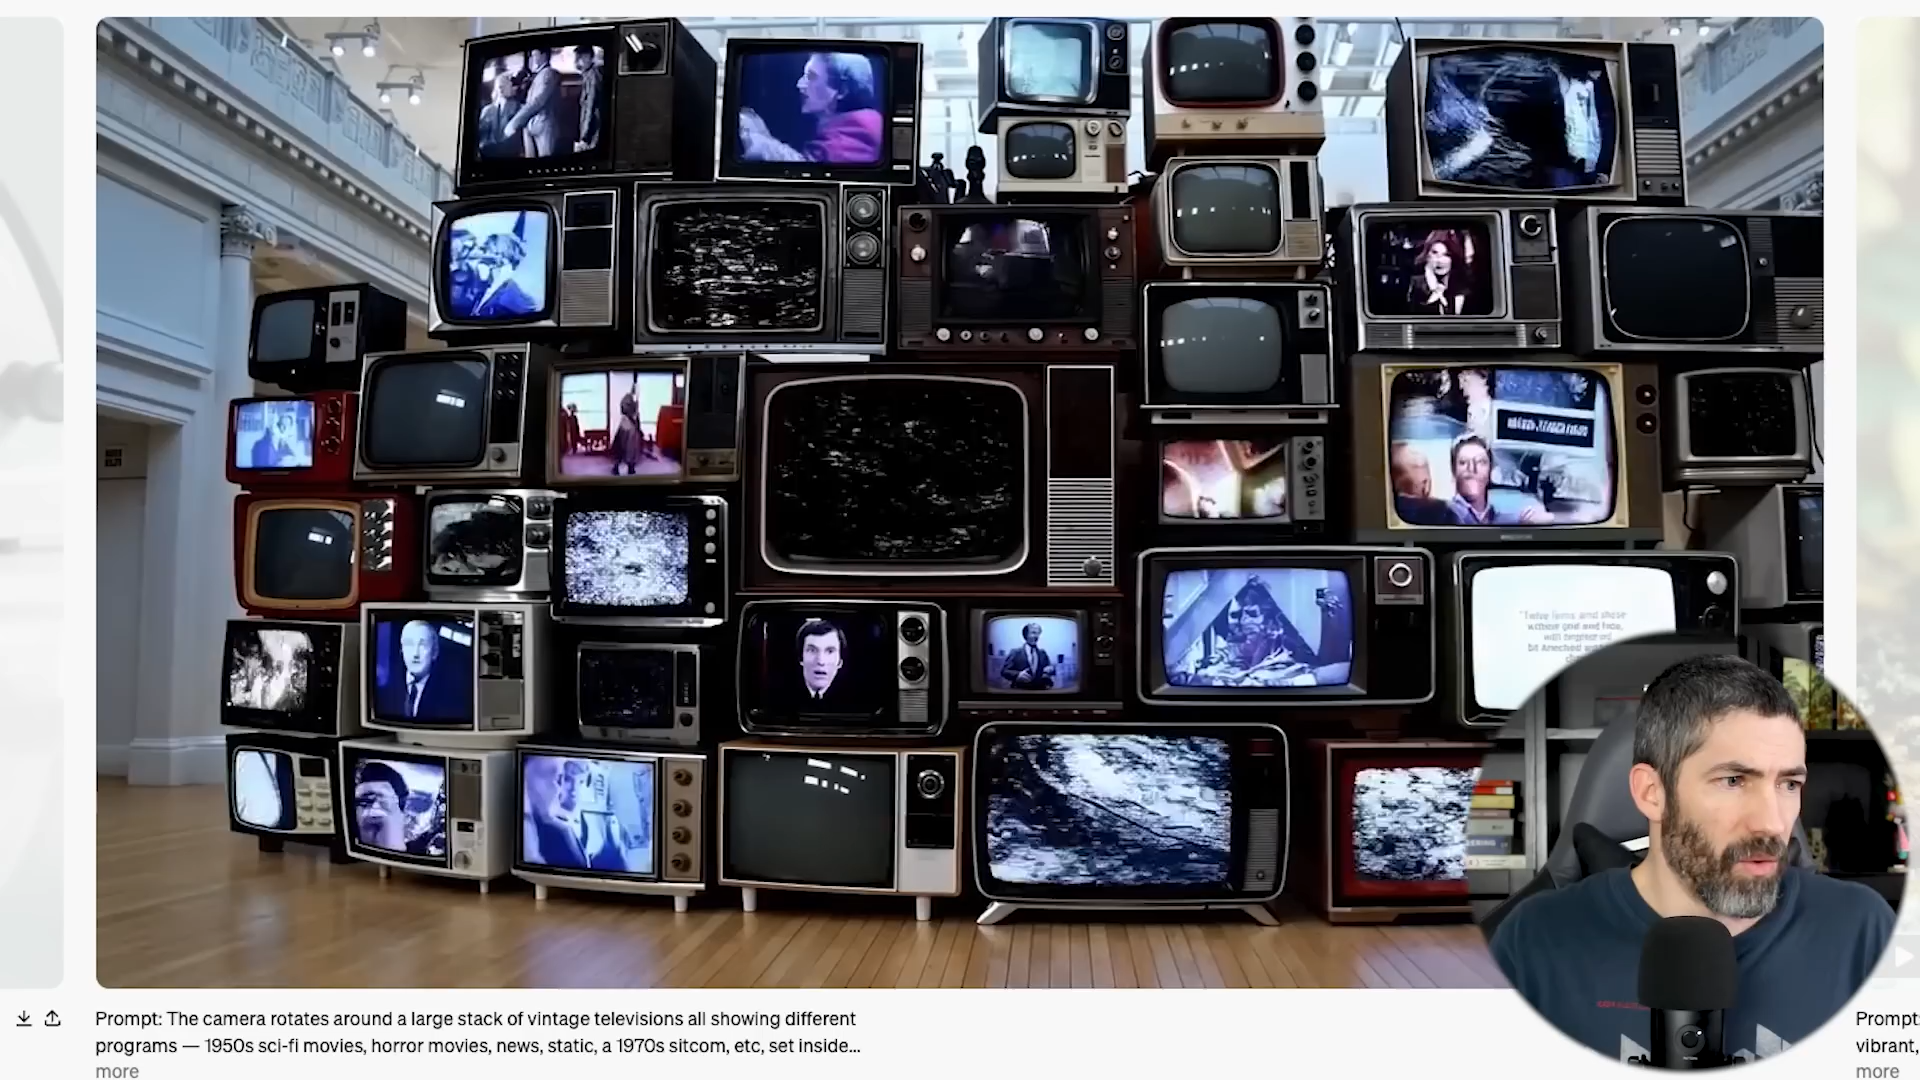 Prompt: The camera rotates around a large stack of vintage televisions all showing different
programs — 1950s sci-fi movies, horror movies, news, static, a 1970s sitcom, etc, set inside...
more
Prompt:
vibrant,
more